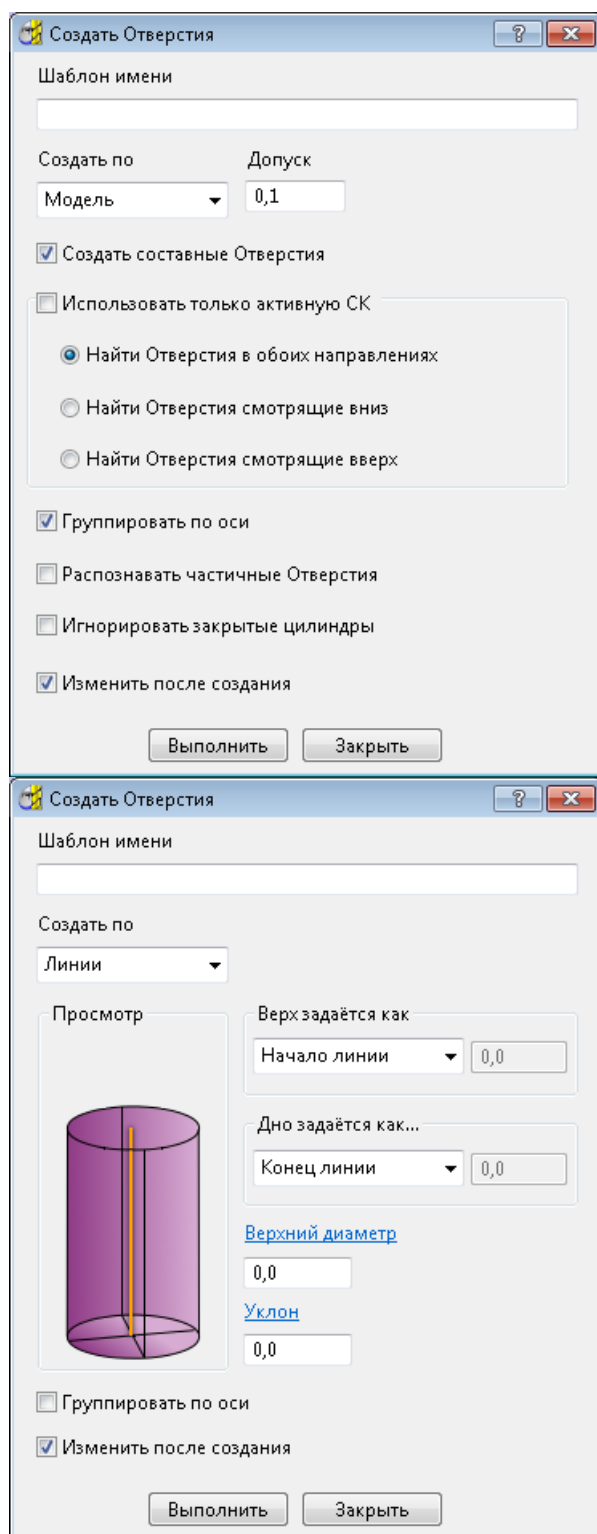 Создать Отверстия
Шаблон имени
Создать по Допуск
Модель 0,1
Создать составные Отверстия
Использовать только активную СК
Найти Отверстия в обоих направлениях
Найти Отверстия смотрящие вниз
Найти Отверстия смотрящие вверх
Группировать по оси
Распознавать частичные Отверстия
Игнорировать закрытые цилиндры
Изменить после создания
Выполнить Закрыть
Создать Отверстия
Шаблон имени
Создать по
Линии
Просмотр
Верх задаётся как
Начало линии 0,0
Дно задаётся как...
Конец линии 0,0
Верхний диаметр
0,0
Уклон
0,0
Группировать по оси
Изменить после создания
Выполнить Закрыть